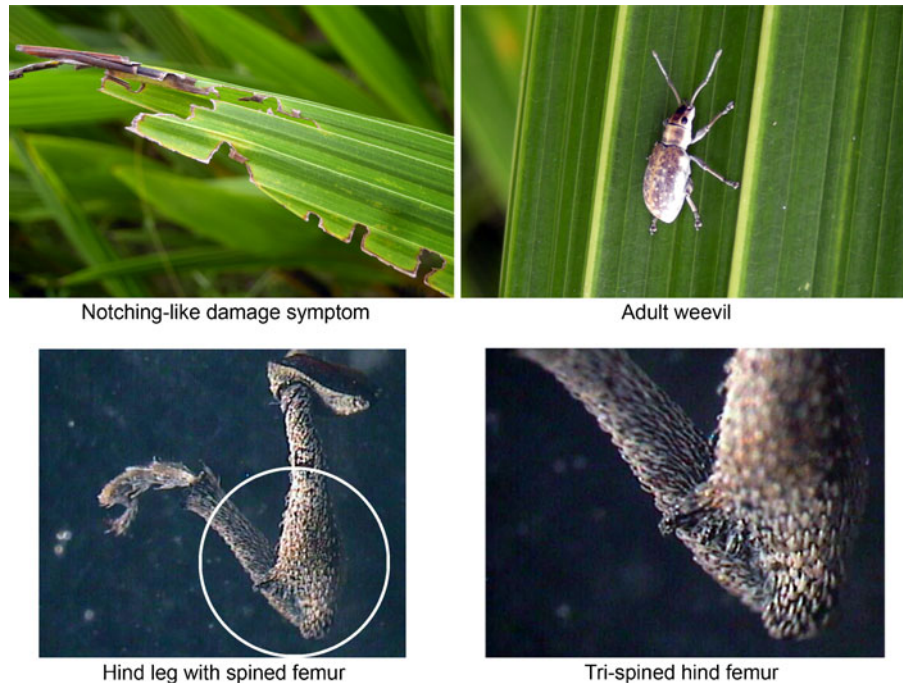 Notching-like damage symptom
Adult weevil
Hind leg with spined femur
Tri-spined hind femur